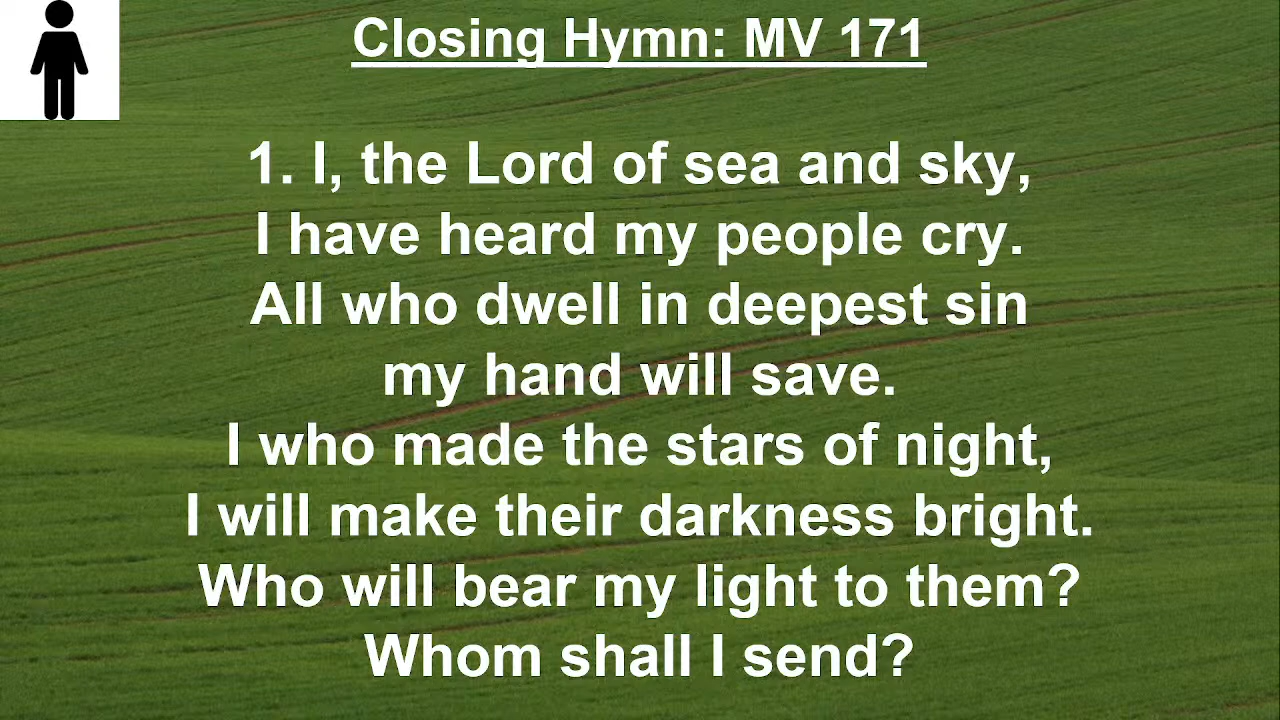 Closing Hymn: MV 171
1. I, the Lord of sea and sky,
I have heard my people cry.
All who dwell in deepest sin
my hand will save.
I who made the stars of night,
I will make their darkness bright.
Who will bear my light to them?
Whom shall I send?